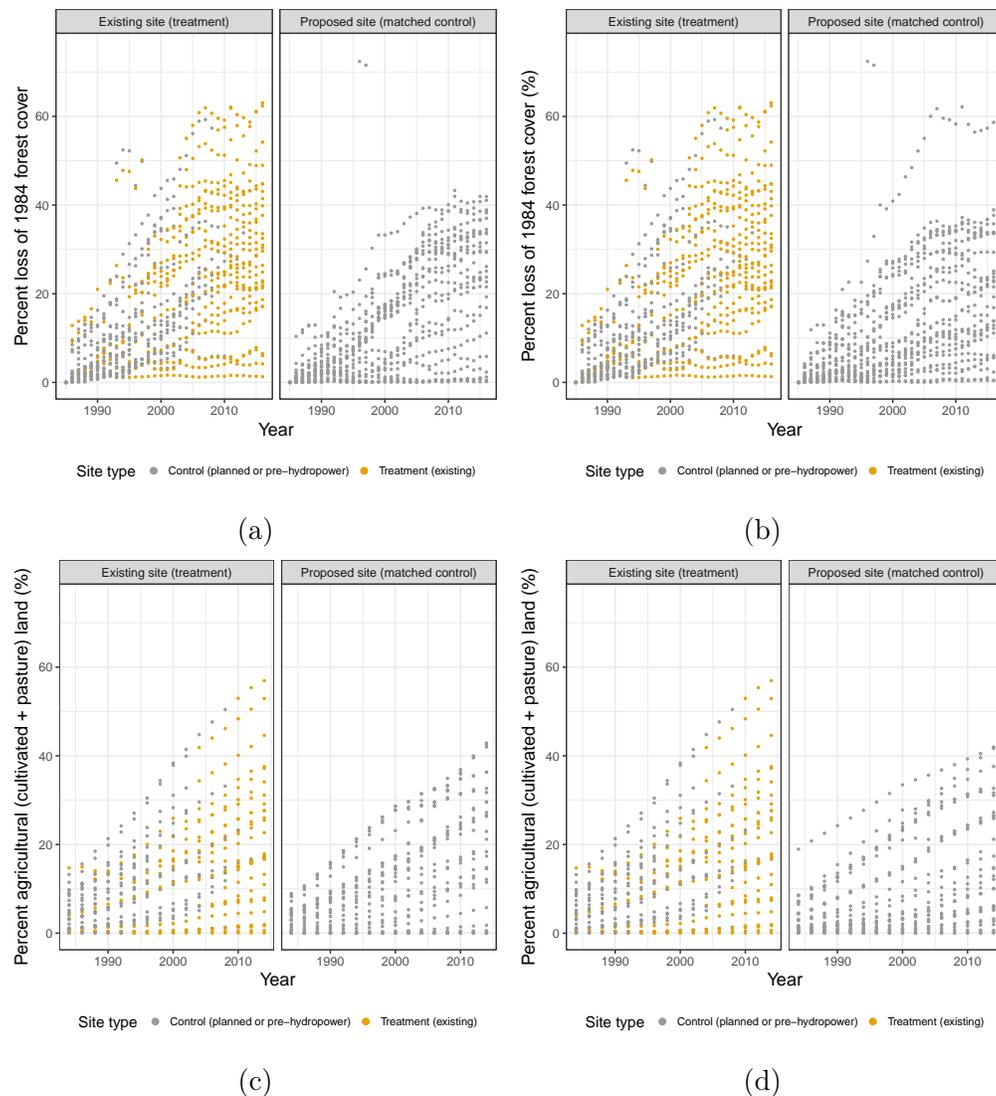 Existing site (treatment) Proposed site (matched control)
Percent loss of 1984 forest cover
60
40
20
0
1990 2000 2010 1990 2000 2010
Year
Site type Control (planned or pre−hydropower) Treatment (existing)
(a)
Existing site (treatment) Proposed site (matched control)
Percent loss of 1984 forest cover (%)
60
40
20
0
1990 2000 2010 1990 2000 2010
Year
Site type Control (planned or pre−hydropower) Treatment (existing)
(b)
Existing site (treatment) Proposed site (matched control)
Percent agricultural (cultivated + pasture) land (%)
60
40
20
0
1990 2000 2010 1990 2000 2010
Year
Site type Control (planned or pre−hydropower) Treatment (existing)
(c)
Existing site (treatment) Proposed site (matched control)
Percent agricultural (cultivated + pasture) land (%)
60
40
20
0
1990 2000 2010 1990 2000 2010
Year
Site type Control (planned or pre−hydropower) Treatment (existing)
(d)